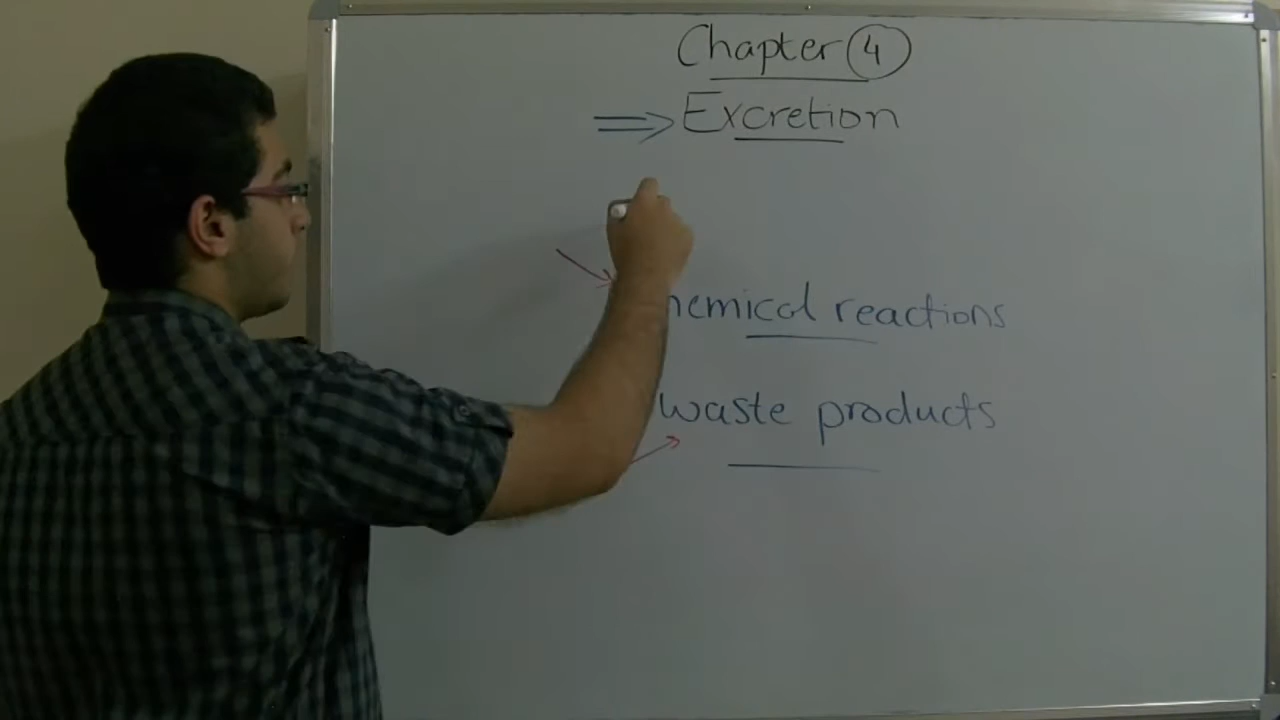 Chapter 4
⇒ Excretion
hemical reactions
waste products